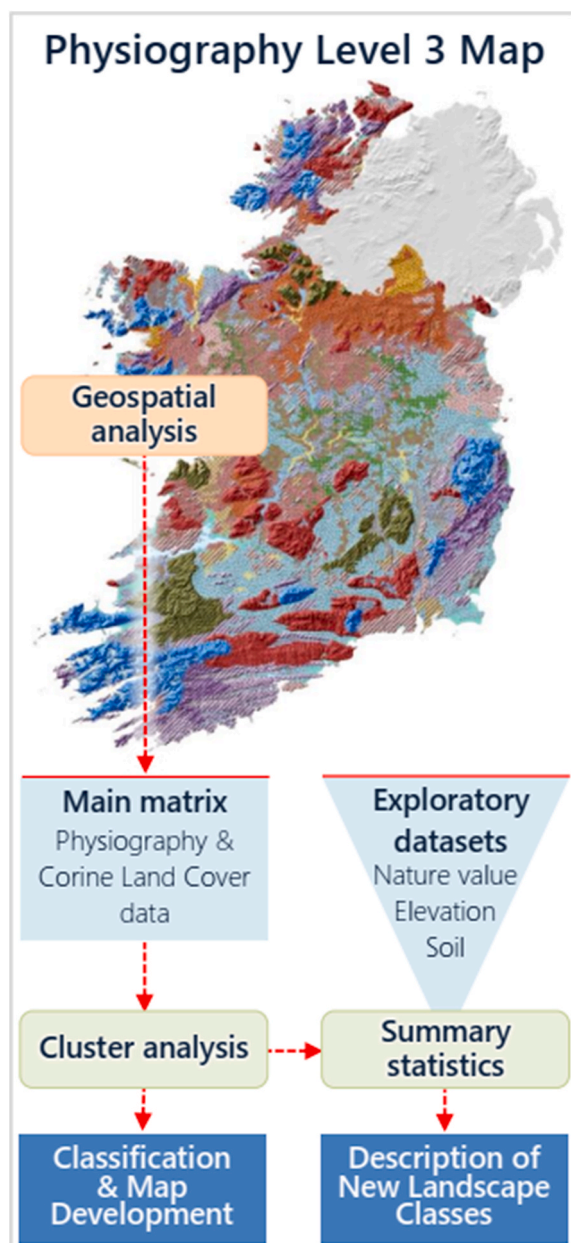 Physiography Level 3 Map
Geospatial
analysis
Main matrix
Physiography &
Corine Land Cover
data
Exploratory
datasets
Nature value
Elevation
Soil
Cluster analysis
Summary
statistics
Classification
& Map
Development
Description of
New Landscape
Classes